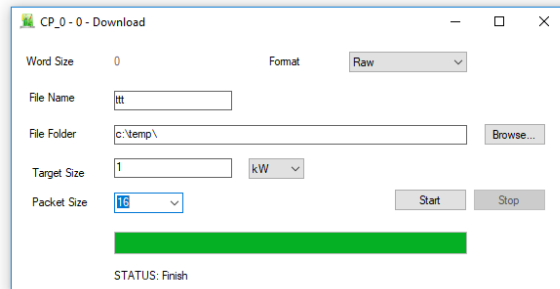 CP_0 - 0 - Download
Word Size 0 Format Raw
File Name ttt
File Folder c:\temp\ Browse...
Target Size 1 kW
Packet Size 16 Start Stop
STATUS: Finish